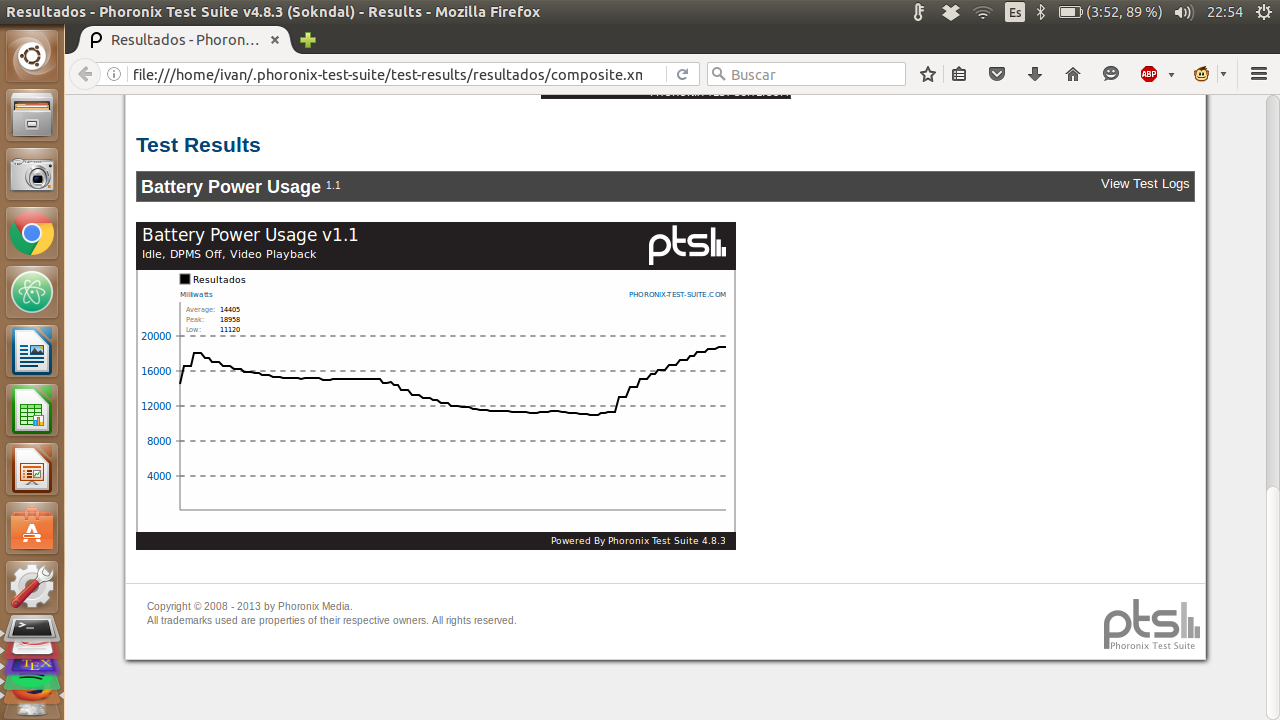 Resultados - Phoronix Test Suite v4.8.3 (Sokndal) - Results - Mozilla Firefox
Es
(3:52, 89 %)
22:54
Resultados - Phoron...
file:///home/ivan/.phoronix-test-suite/test-results/resultados/composite.xn
Buscar
ABP
Test Results
Battery Power Usage 1.1
View Test Logs
Battery Power Usage v1.1
Idle, DPMS Off, Video Playback
pts
Resultados
Milliwatts
PHORONIX-TEST-SUITE.COM
Average: 14405
Peak: 18958
Low: 11120
20000
16000
12000
8000
4000
Powered By Phoronix Test Suite 4.8.3
Copyright © 2008 - 2013 by Phoronix Media.
All trademarks used are properties of their respective owners. All rights reserved.
pts
Phoronix Test Suite
TEX